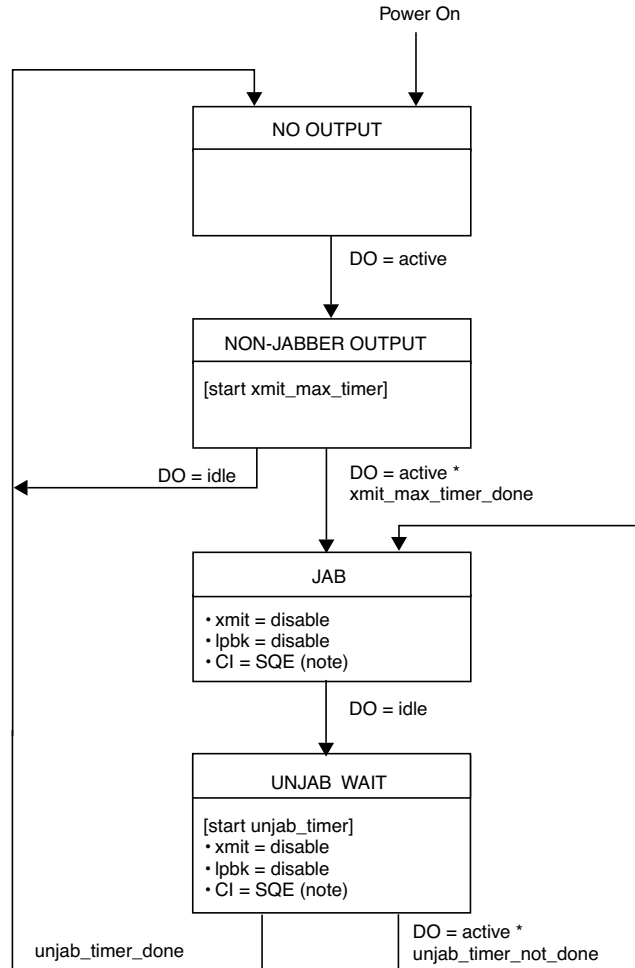 Power On
NO OUTPUT
DO = active
NON-JABBER OUTPUT
[start xmit_max_timer]
DO = idle
DO = active *
xmit_max_timer_done
JAB
• xmit = disable
• lpbk = disable
• CI = SQE (note)
DO = idle
UNJAB WAIT
[start unjab_timer]
• xmit = disable
• lpbk = disable
• CI = SQE (note)
unjab_timer_done
DO = active *
unjab_timer_not_done